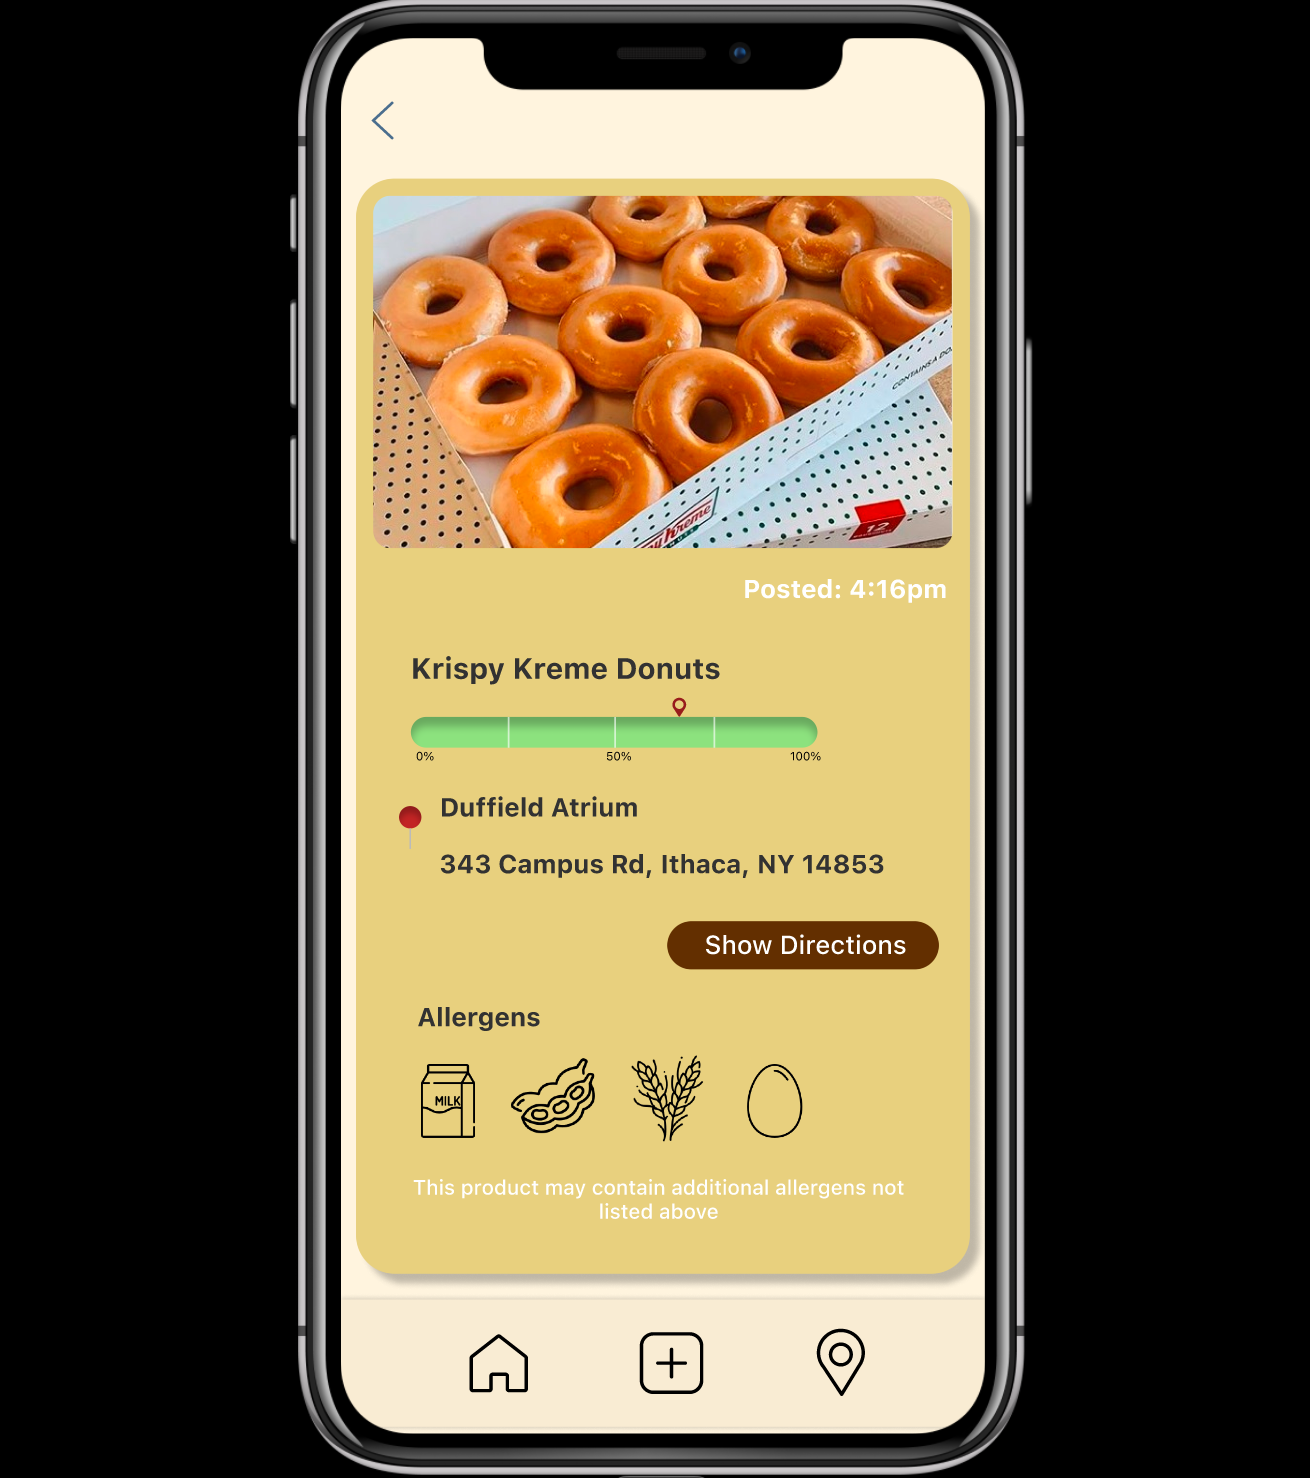 CONTAINS A DO
Kreme
12
Posted: 4:16pm
Krispy Kreme Donuts
0% 50% 100%
Duffield Atrium
343 Campus Rd, Ithaca, NY 14853
Show Directions
Allergens
MILK
This product may contain additional allergens not
listed above